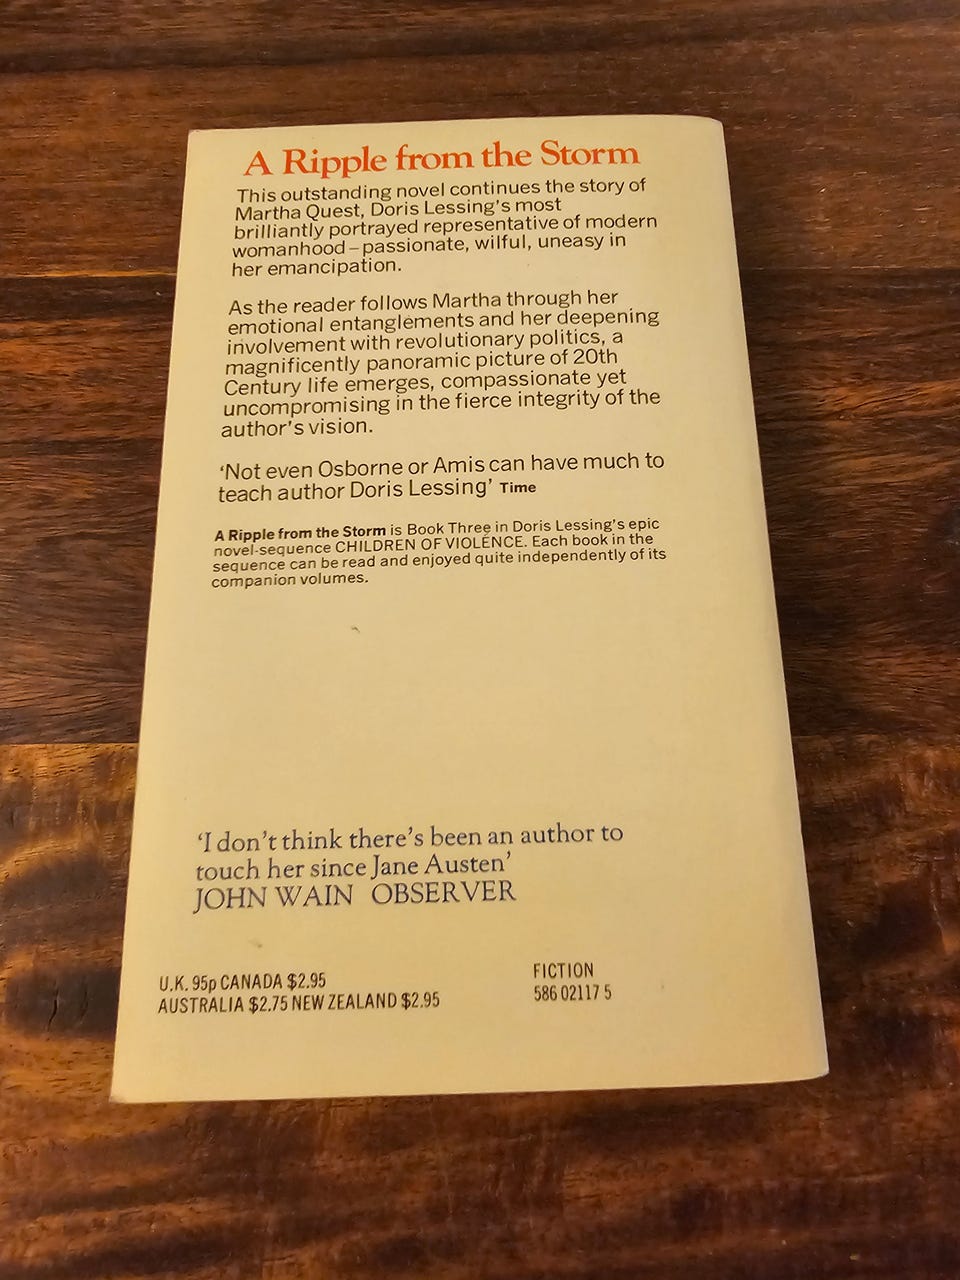 A Ripple from the Storm
This outstanding novel continues the story of
Martha Quest, Doris Lessing's most
brilliantly portrayed representative of modern
womanhood – passionate, wilful, uneasy in
her emancipation.
As the reader follows Martha through her
emotional entanglements and her deepening
involvement with revolutionary politics, a
magnificently panoramic picture of 20th
Century life emerges, compassionate yet
uncompromising in the fierce integrity of the
author's vision.
'Not even Osborne or Amis can have much to
teach author Doris Lessing' Time
A Ripple from the Storm is Book Three in Doris Lessing's epic
novel-sequence CHILDREN OF VIOLENCE. Each book in the
sequence can be read and enjoyed quite independently of its
companion volumes.
'I don't think there's been an author to
touch her since Jane Austen'
JOHN WAIN OBSERVER
U.K. 95p CANADA $2.95
AUSTRALIA $2.75 NEW ZEALAND $2.95
FICTION
586 02117 5